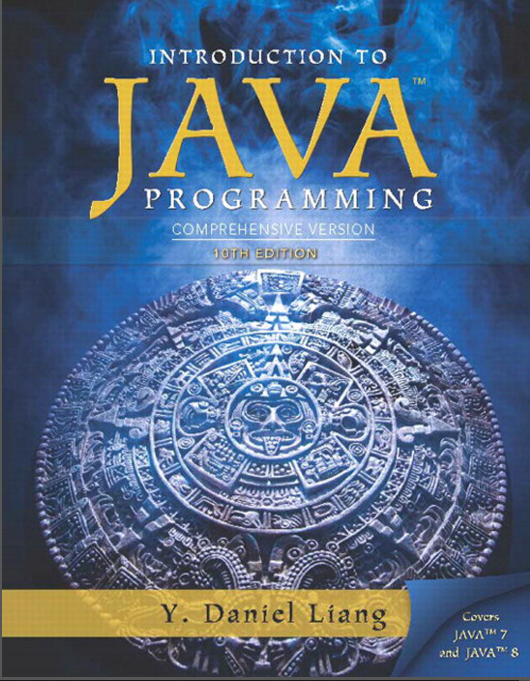 INTRODUCTION TO
JAVA™
PROGRAMMING
COMPREHENSIVE VERSION
10TH EDITION
Y. Daniel Liang
Covers
JAVA™ 7
and JAVA™ 8